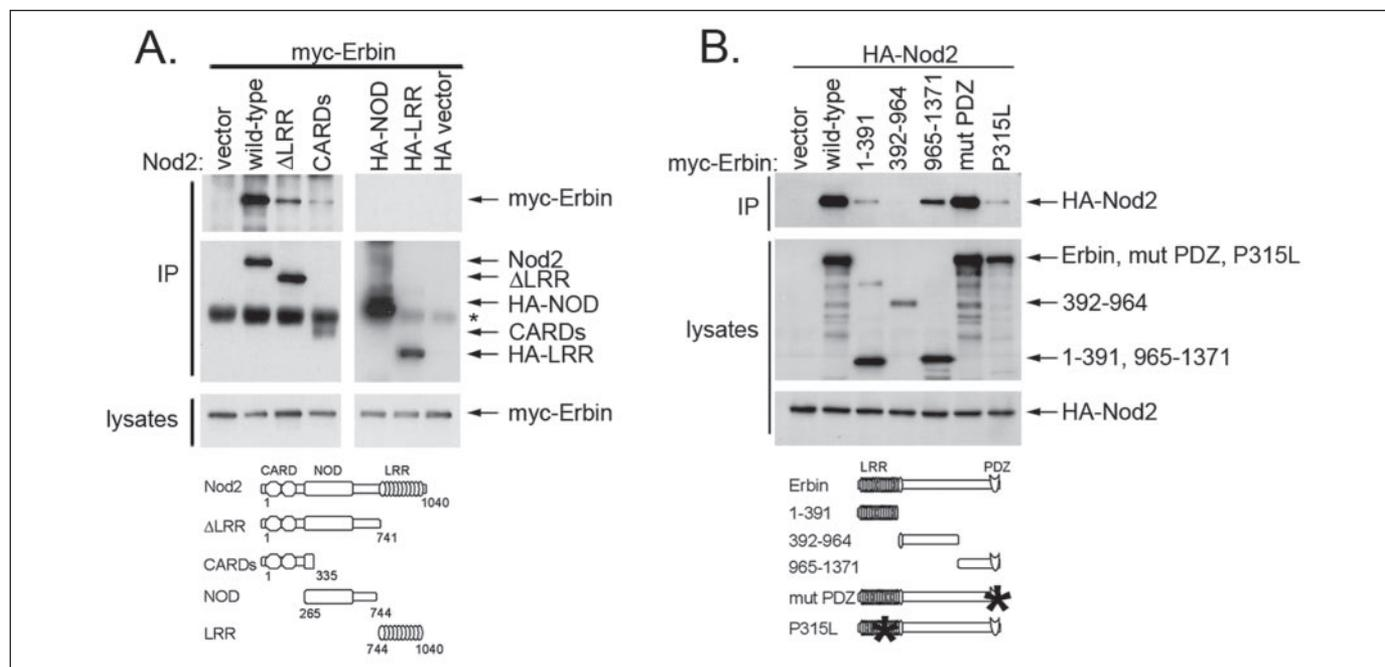 A.
myc-Erbin
Nod2:
vector
wild-type
ΔLRR
CARDs
HA-NOD
HA-LRR
HA vector
IP
myc-Erbin
Nod2
ΔLRR
HA-NOD
*
CARDs
HA-LRR
lysates
myc-Erbin
CARD NOD LRR
Nod2
1 1040
ΔLRR
1 741
CARDs
1 335
NOD
265 744
LRR
744 1040
B.
HA-Nod2
myc-Erbin:
vector
wild-type
1-391
392-964
965-1371
mut PDZ
P315L
IP
HA-Nod2
lysates
Erbin, mut PDZ, P315L
392-964
1-391, 965-1371
HA-Nod2
LRR PDZ
Erbin
1-391
392-964
965-1371
mut PDZ *
P315L *